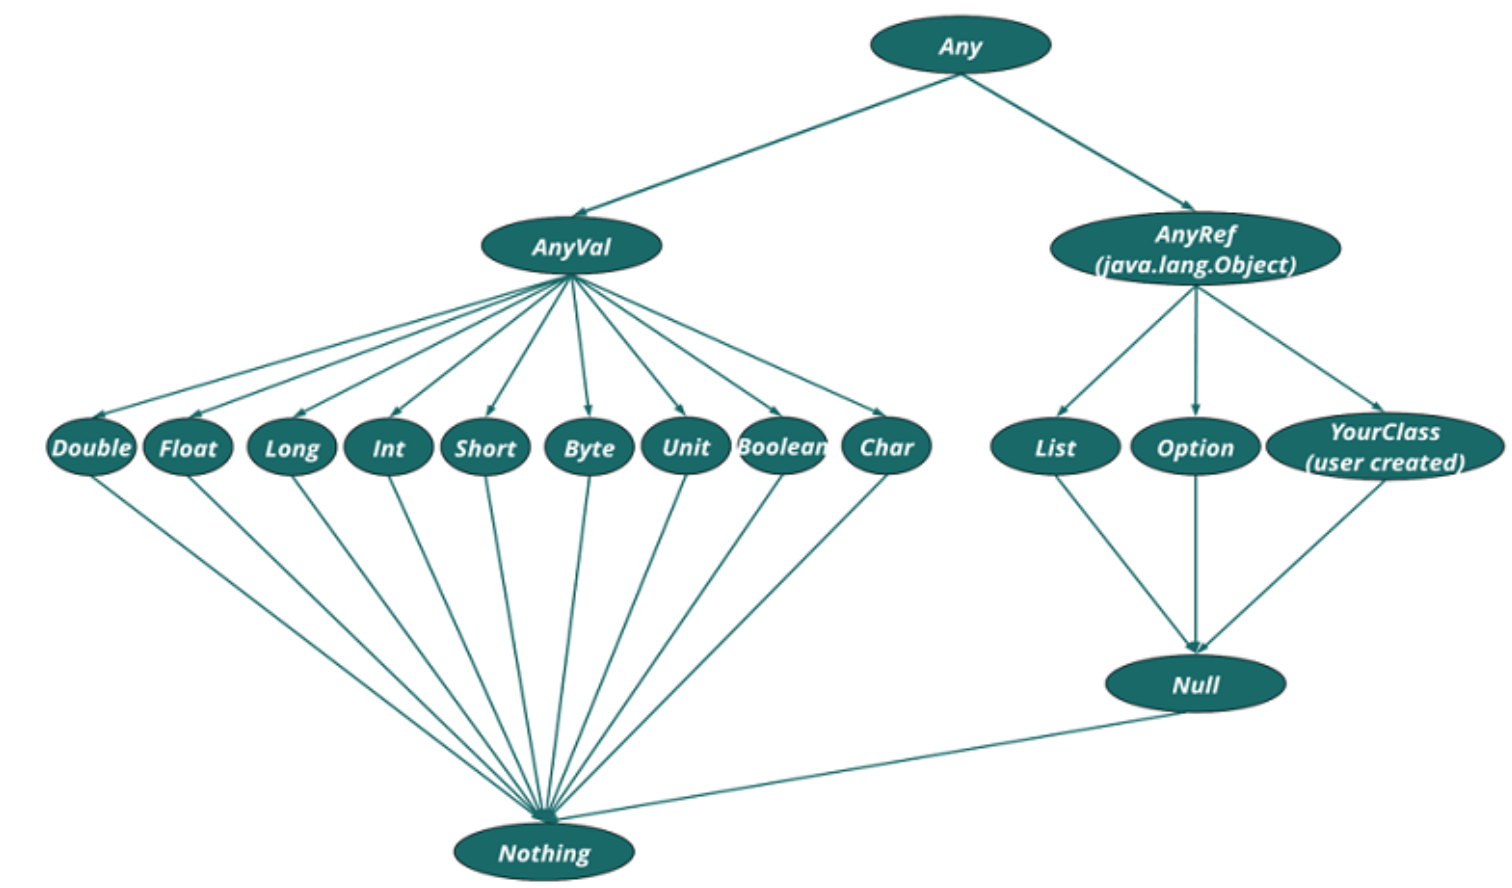 Any
AnyVal
AnyRef
(java.lang.Object)
Double
Float
Long
Int
Short
Byte
Unit
Boolean
Char
List
Option
YourClass
(user created)
Null
Nothing